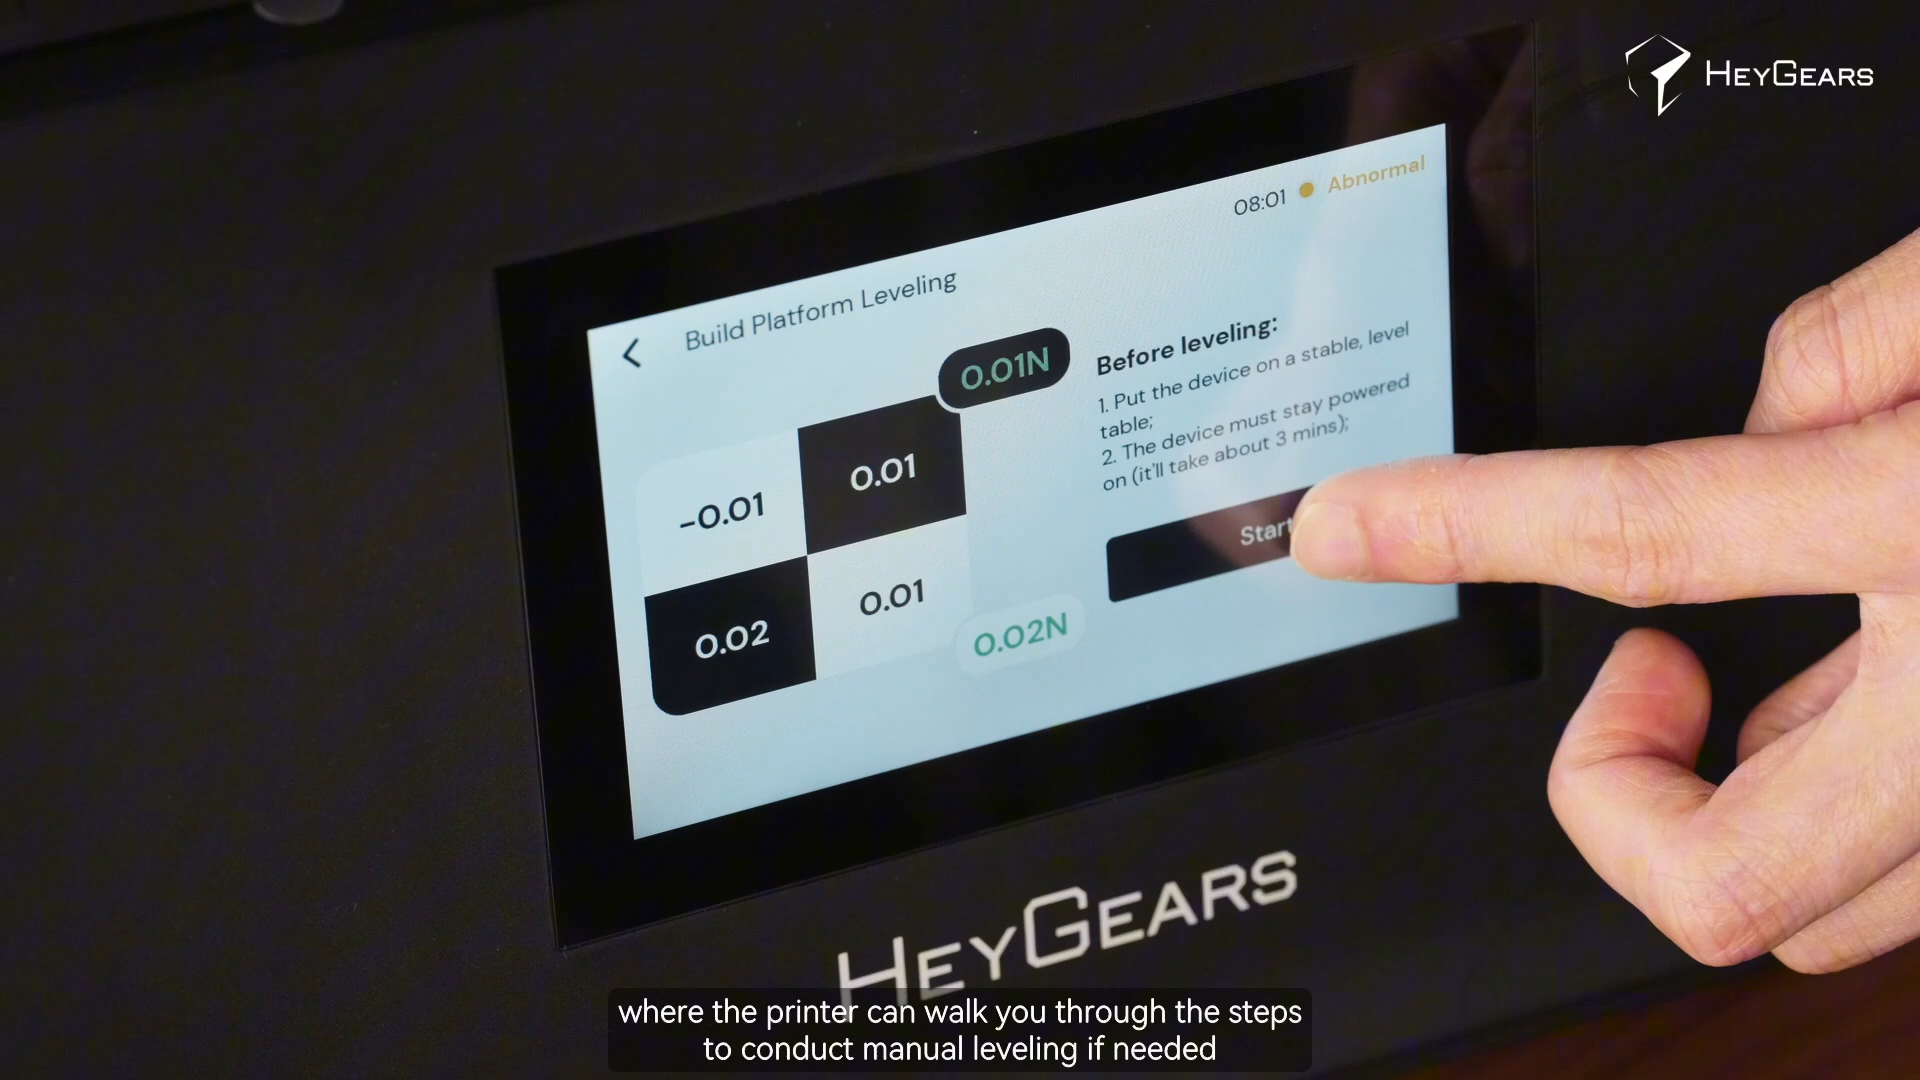 HEYGEARS
08:01 Abnormal
Build Platform Leveling
0.01N
-0.01 0.01
0.02 0.01
0.02N
Before leveling:
1. Put the device on a stable, level
table;
2. The device must stay powered
on (it'll take about 3 mins);
Start
HEYGEARS
where the printer can walk you through the steps
to conduct manual leveling if needed